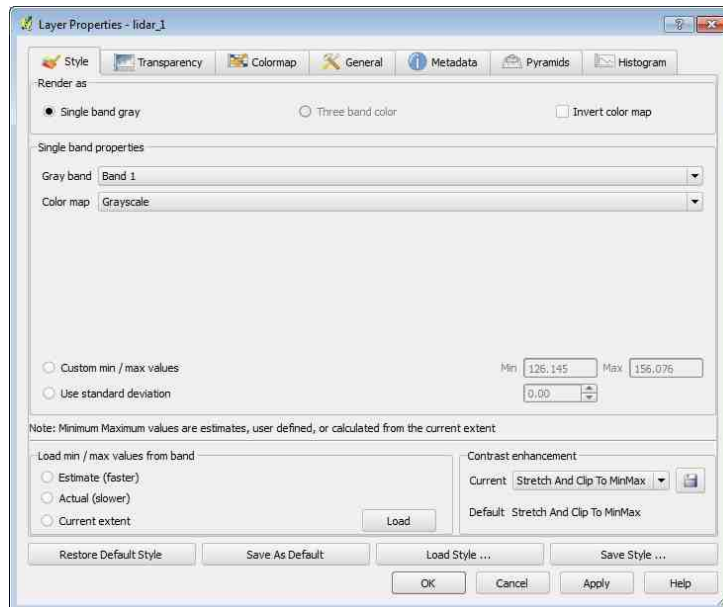 Layer Properties - lidar_1
Style Transparency Colormap General Metadata Pyramids Histogram
Render as
Single band gray Three band color Invert color map
Single band properties
Gray band Band 1
Color map Grayscale
Custom min / max values Min 126.145 Max 156.076
Use standard deviation 0.00
Note: Minimum Maximum values are estimates, user defined, or calculated from the current extent
Load min / max values from band
Estimate (faster)
Actual (slower)
Current extent Load
Contrast enhancement
Current Stretch And Clip To MinMax
Default Stretch And Clip To MinMax
Restore Default Style Save As Default Load Style ... Save Style ...
OK Cancel Apply Help